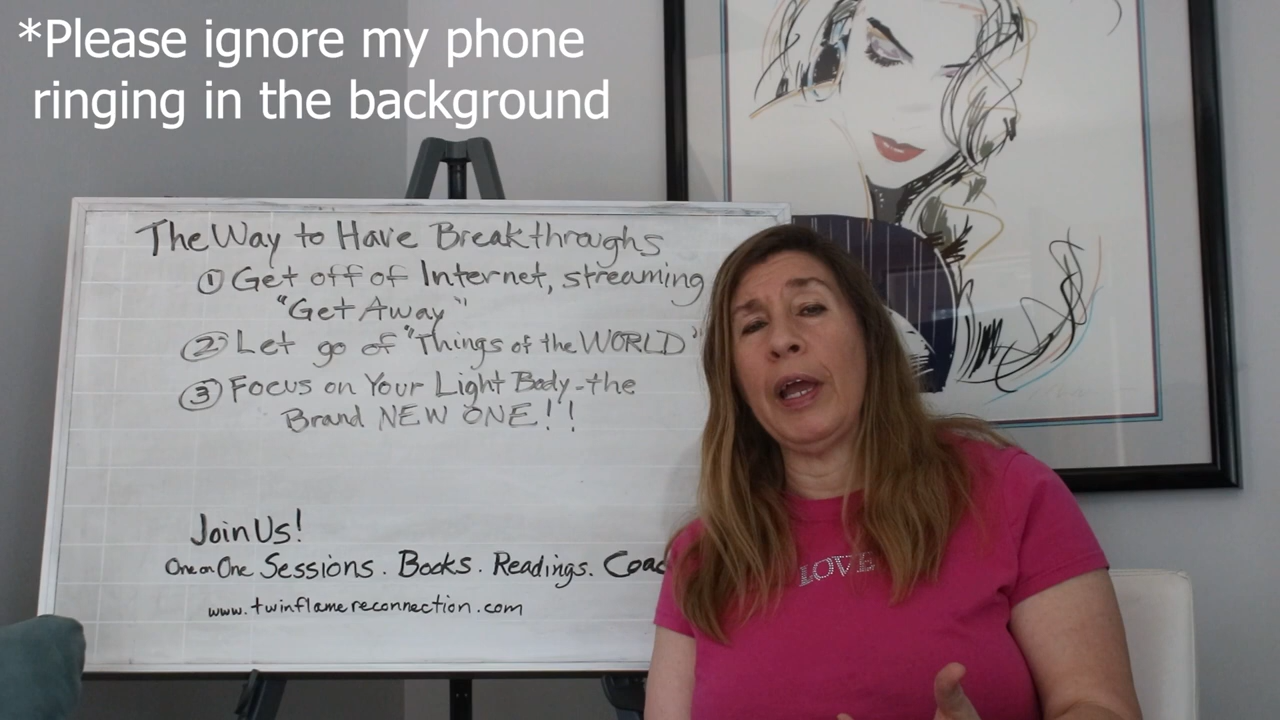 *Please ignore my phone
ringing in the background
The Way to Have Breakthroughs
① Get off of Internet, streaming
"Get Away"
② Let go of "Things of the WORLD"
③ Focus on Your Light Body - the
Brand NEW ONE!!
Join Us!
One on One Sessions. Books. Readings. Coac
www.twinflamereconnection.com
LOVE